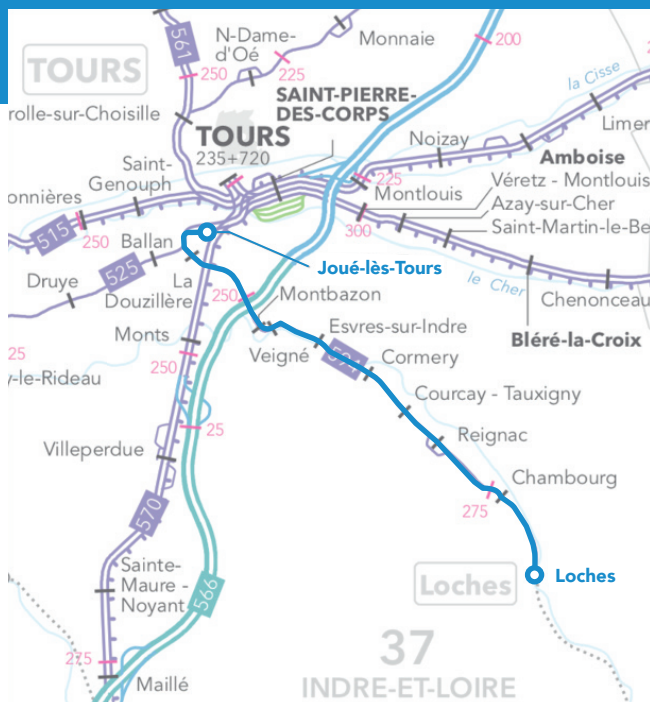 561
N-Dame-
d'Oé
Monnaie
200
TOURS
250
225
la Cisse
SAINT-PIERRE-
DES-CORPS
rolle-sur-Choisille
Limer
TOURS
235+720
Noizay
Amboise
Saint-
Genouph
225
Montlouis
Véretz - Montlouis
onnières
Azay-sur-Cher
515
250
300
Saint-Martin-le-Be
Ballan
Joué-lès-Tours
le Cher
525
Druye
La
Douzillère
250
Montbazon
Chenonceau
Monts
Esvres-sur-Indre
Bléré-la-Croix
25
250
Veigné
Cormery
y-le-Rideau
Courcay - Tauxigny
25
Reignac
Villeperdue
Chambourg
275
570
Sainte-
Maure -
Noyant
566
Loches
Loches
275
37
Maillé
INDRE-ET-LOIRE